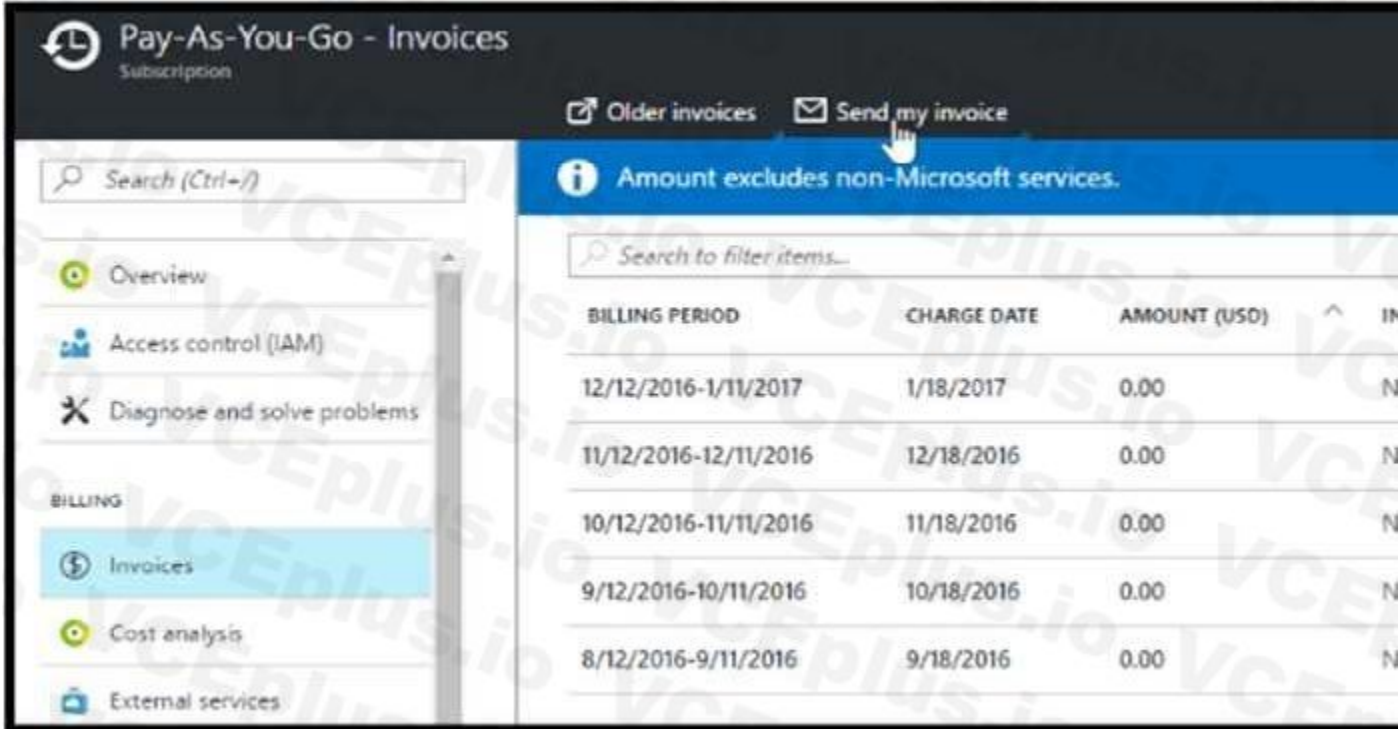 Pay-As-You-Go - Invoices
Subscription
Older invoices Send my invoice
Search (Ctrl+/)
Amount excludes non-Microsoft services.
Search to filter items...
Overview
Access control (IAM)
Diagnose and solve problems
BILLING
Invoices
Cost analysis
External services
BILLING PERIOD CHARGE DATE AMOUNT (USD) IN
12/12/2016-1/11/2017 1/18/2017 0.00 N
11/12/2016-12/11/2016 12/18/2016 0.00 N
10/12/2016-11/11/2016 11/18/2016 0.00 N
9/12/2016-10/11/2016 10/18/2016 0.00 N
8/12/2016-9/11/2016 9/18/2016 0.00 N
VCEplus.io